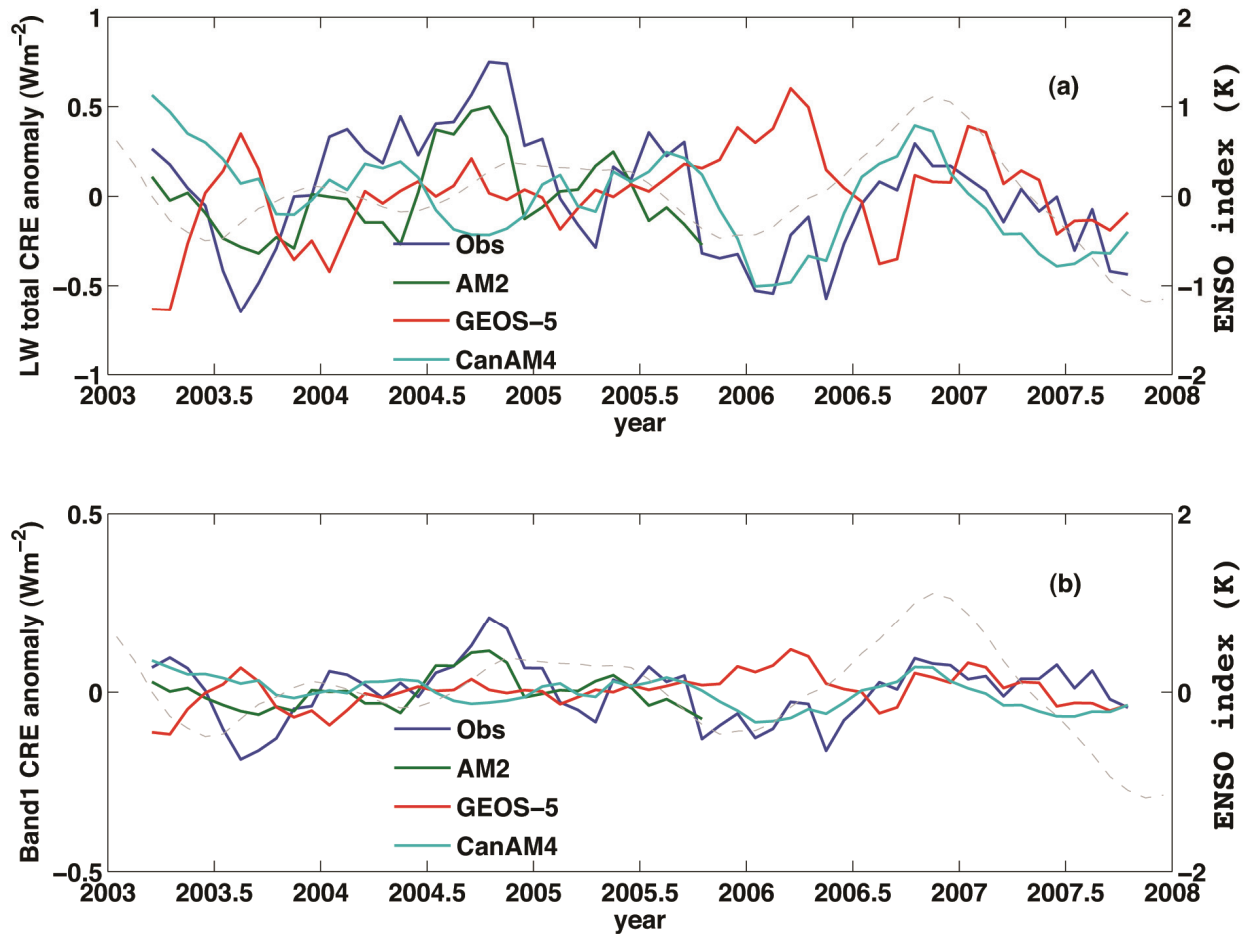 LW total CRE anomaly (Wm−2)
1
0.5
0
−0.5
−1
(a)
Obs
AM2
GEOS−5
CanAM4
2
1
0
−1
−2
ENSO index (K)
2003 2003.5 2004 2004.5 2005 2005.5 2006 2006.5 2007 2007.5 2008
year
Band1 CRE anomaly (Wm−2)
0.5
0
−0.5
(b)
Obs
AM2
GEOS−5
CanAM4
2
0
−2
ENSO index (K)
2003 2003.5 2004 2004.5 2005 2005.5 2006 2006.5 2007 2007.5 2008
year